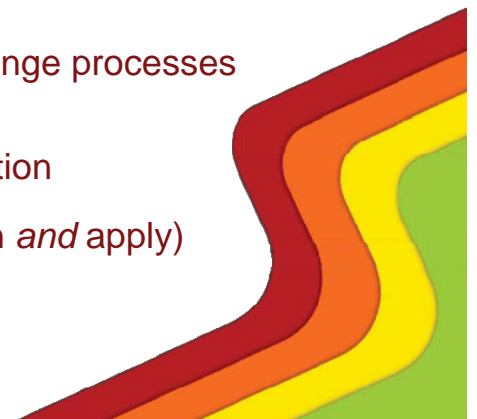 nge processes
tion
and apply)